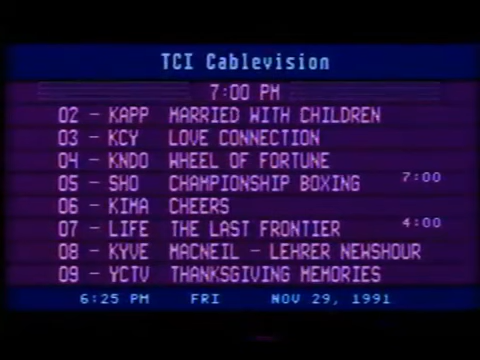 TCI Cablevision
7:00 PM
02 - KAPP MARRIED WITH CHILDREN
03 - KCY LOVE CONNECTION
04 - KNDO WHEEL OF FORTUNE
05 - SHO CHAMPIONSHIP BOXING 7:00
06 - KIMA CHEERS
07 - LIFE THE LAST FRONTIER 4:00
08 - KYVE MACNEIL - LEHRER NEWSHOUR
09 - YCTV THANKSGIVING MEMORIES
6:25 PM FRI NOV 29, 1991